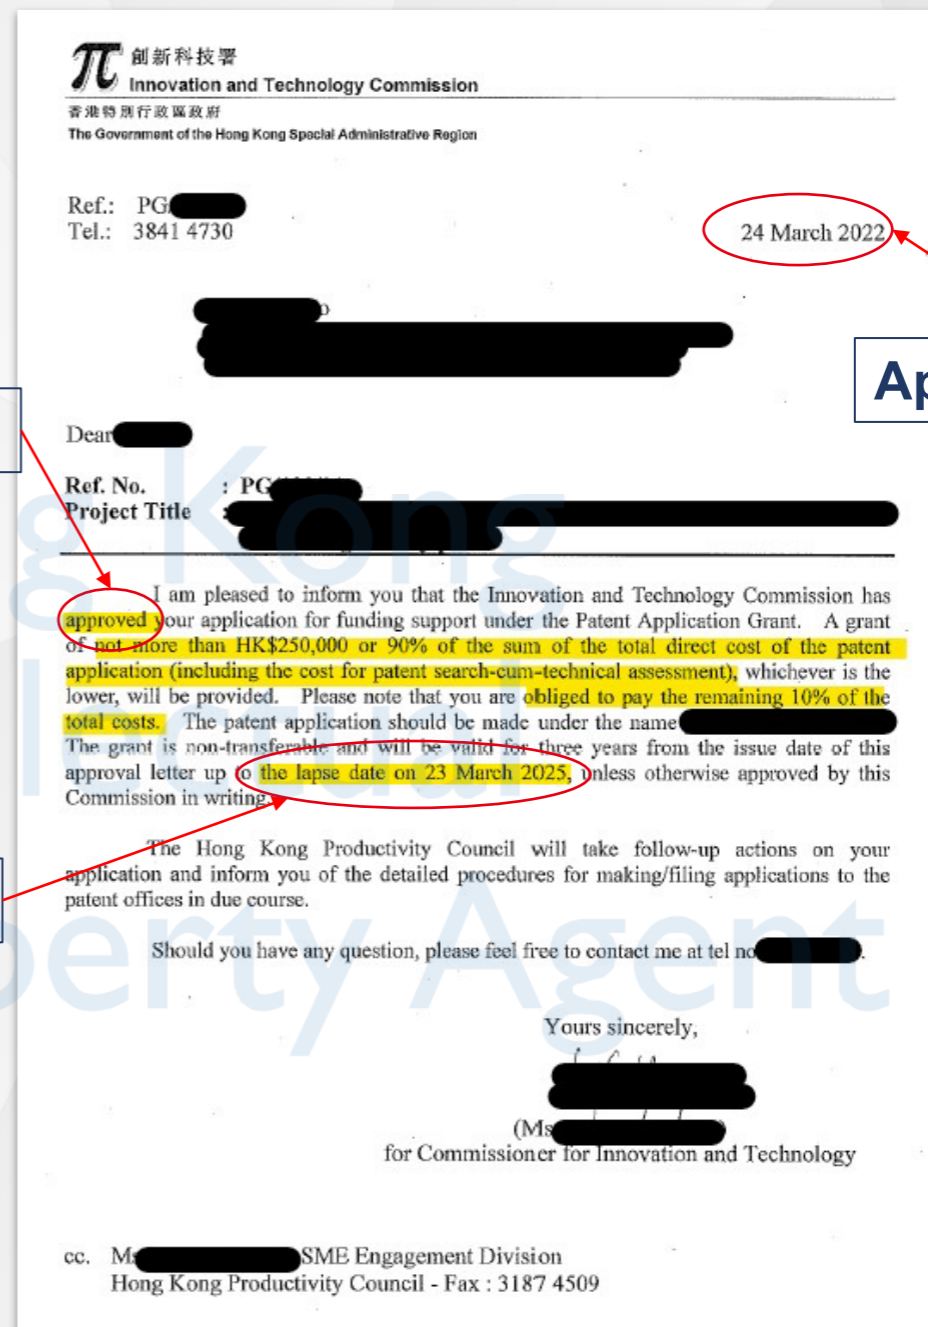 創新科技署
Innovation and Technology Commission
香港特別行政區政府
The Government of the Hong Kong Special Administrative Region
Ref.: PG
Tel.: 3841 4730
24 March 2022
Ap
Dear
Ref. No. : PG
Project Title :
I am pleased to inform you that the Innovation and Technology Commission has
approved your application for funding support under the Patent Application Grant. A grant
of not more than HK$250,000 or 90% of the sum of the total direct cost of the patent
application (including the cost for patent search-cum-technical assessment), whichever is the
lower, will be provided. Please note that you are obliged to pay the remaining 10% of the
total costs. The patent application should be made under the name
The grant is non-transferable and will be valid for three years from the issue date of this
approval letter up to the lapse date on 23 March 2025, unless otherwise approved by this
Commission in writing.
The Hong Kong Productivity Council will take follow-up actions on your
application and inform you of the detailed procedures for making/filing applications to the
patent offices in due course.
Should you have any question, please feel free to contact me at tel no
Yours sincerely,
(Ms
for Commissioner for Innovation and Technology
cc. Ms SME Engagement Division
Hong Kong Productivity Council - Fax : 3187 4509
g Kong
lectual
perty Agent